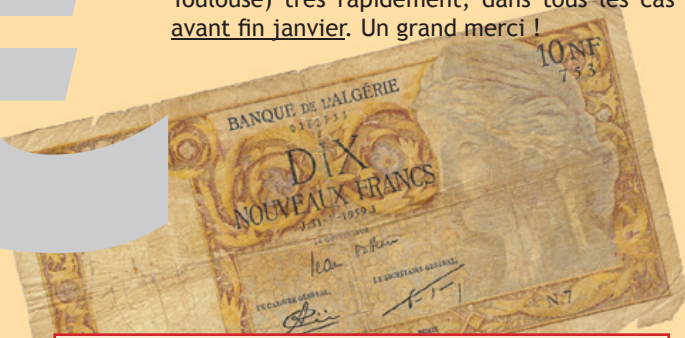 Toulouse) très rapidement, dans tous les cas
avant fin janvier. Un grand merci !
10 NF
753
BANQUE DE L'ALGÉRIE
DIX
NOUVEAUX FRANCS
1959
LE SECRÉTAIRE GÉNÉRAL,
LE CAISSIER GÉNÉRAL,
N.7